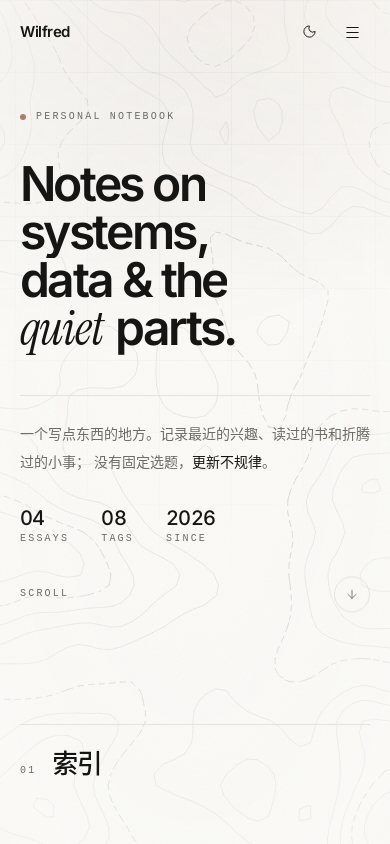 Wilfred
PERSONAL NOTEBOOK
Notes on
systems,
data & the
quiet parts.
一个写点东西的地方。记录最近的兴趣、读过的书和折腾
过的小事； 没有固定选题，更新不规律。
04 08 2026
ESSAYS TAGS SINCE
SCROLL
01 索引